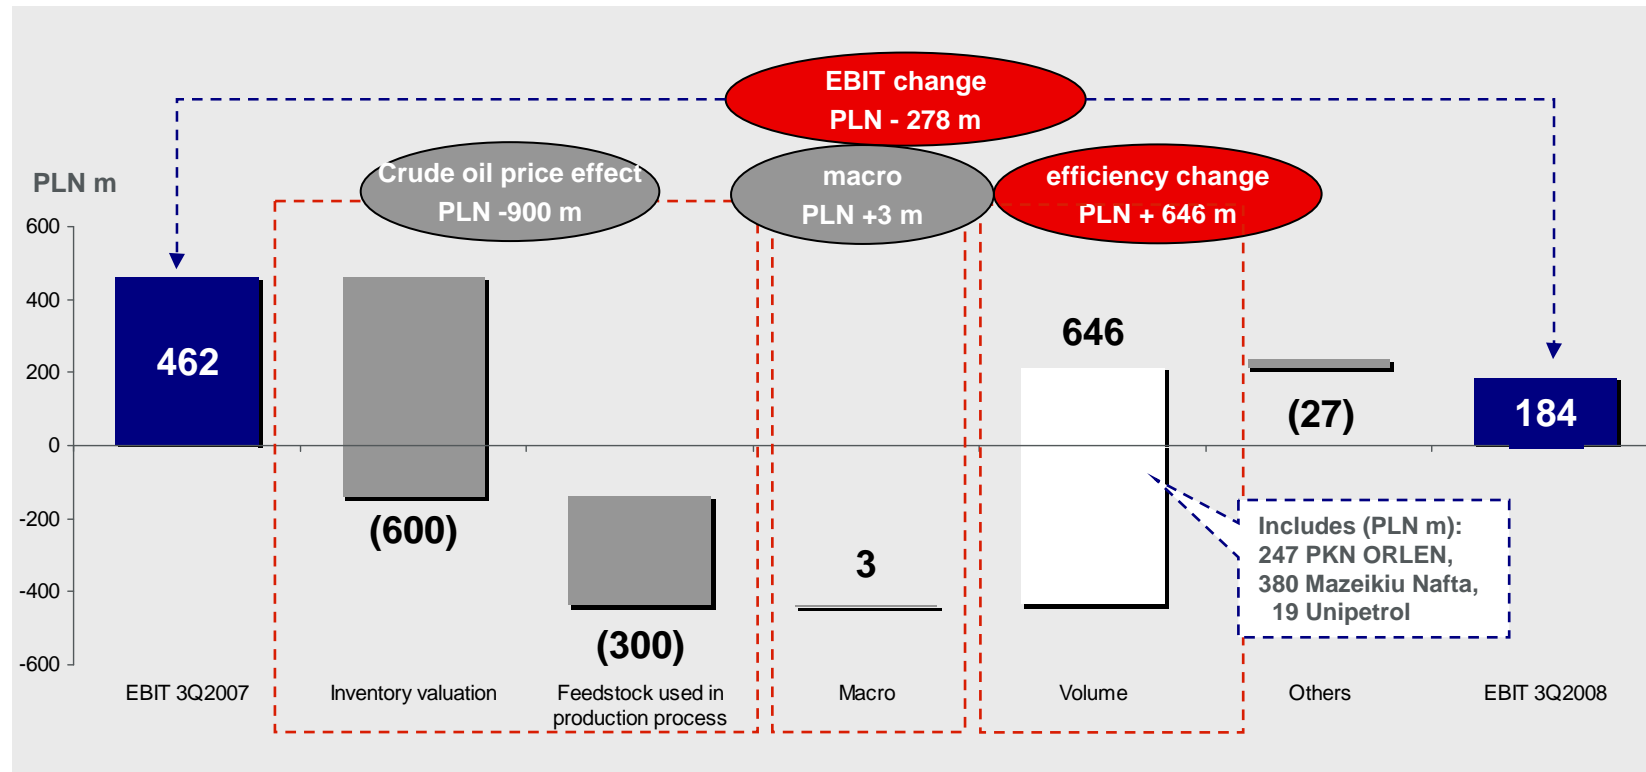 EBIT change
PLN - 278 m
Crude oil price effect
PLN -900 m
macro
PLN +3 m
efficiency change
PLN + 646 m
PLN m
600
400
200
0
-200
-400
-600
462
(600)
(300)
3
646
(27)
184
Includes (PLN m):
247 PKN ORLEN,
380 Mazeikiu Nafta,
19 Unipetrol
EBIT 3Q2007
Inventory valuation
Feedstock used in
production process
Macro
Volume
Others
EBIT 3Q2008